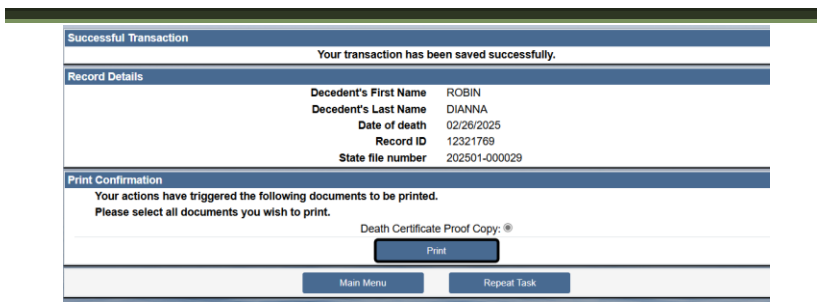 Successful Transaction
Your transaction has been saved successfully.
Record Details
Decedent's First Name ROBIN
Decedent's Last Name DIANNA
Date of death 02/26/2025
Record ID 12321769
State file number 202501-000029
Print Confirmation
Your actions have triggered the following documents to be printed.
Please select all documents you wish to print.
Death Certificate Proof Copy:
Print
Main Menu Repeat Task